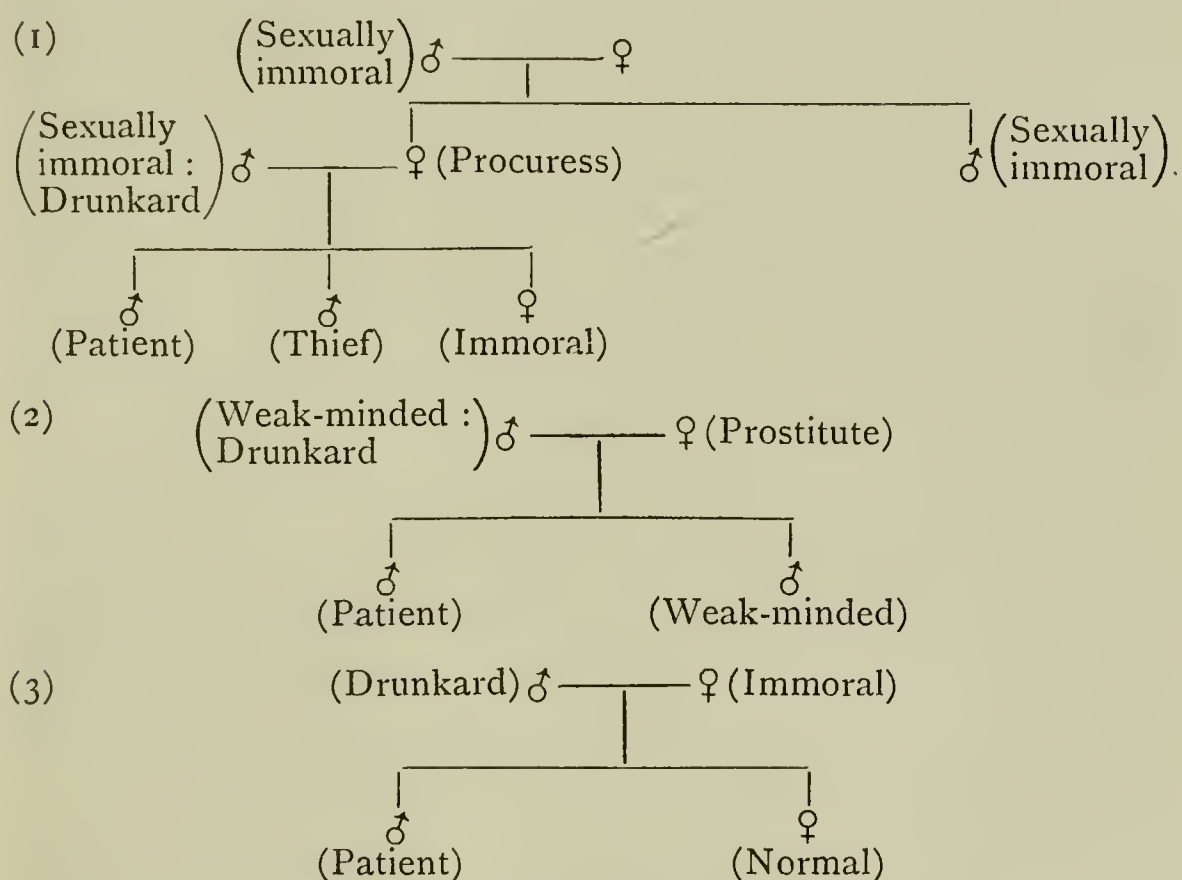 (1)
(Sexually immoral) ♂ ♀
(Sexually immoral : Drunkard) ♂ ♀ (Procuress) ♂ (Sexually immoral).
♂ ♂ ♀
(Patient) (Thief) (Immoral)
(2) (Weak-minded : Drunkard) ♂ ♀ (Prostitute)
♂ ♂
(Patient) (Weak-minded)
(3) (Drunkard) ♂ ♀ (Immoral)
♂ ♀
(Patient) (Normal)